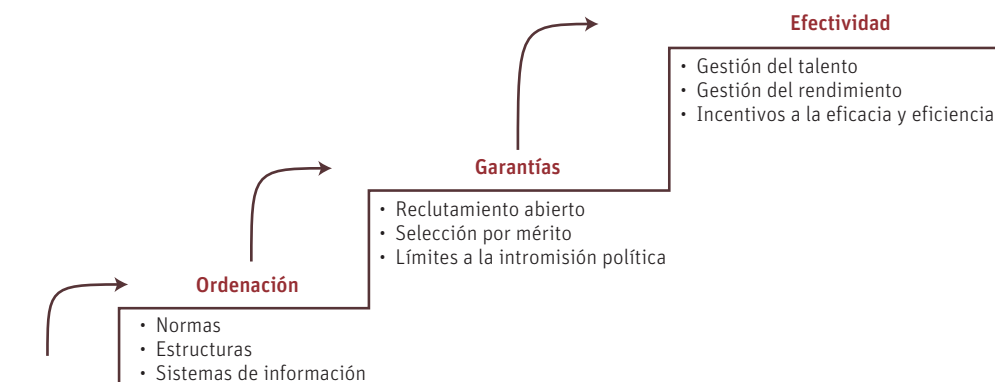 Efectividad
• Gestión del talento
• Gestión del rendimiento
• Incentivos a la eficacia y eficiencia
Garantías
• Reclutamiento abierto
• Selección por mérito
• Límites a la intromisión política
Ordenación
• Normas
• Estructuras
• Sistemas de información